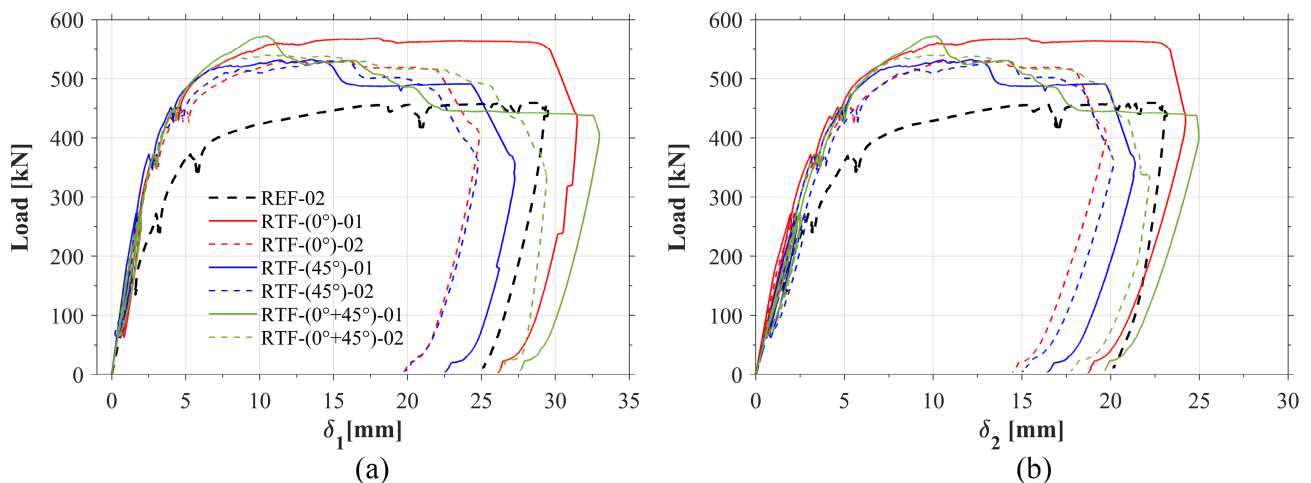 600
500
400
300
200
100
0
Load [kN]
REF-02
RTF-(0°)-01
RTF-(0°)-02
RTF-(45°)-01
RTF-(45°)-02
RTF-(0°+45°)-01
RTF-(0°+45°)-02
0 5 10 15 20 25 30 35
δ1[mm]
(a)
600
500
400
300
200
100
0
Load [kN]
0 5 10 15 20 25 30
δ2 [mm]
(b)